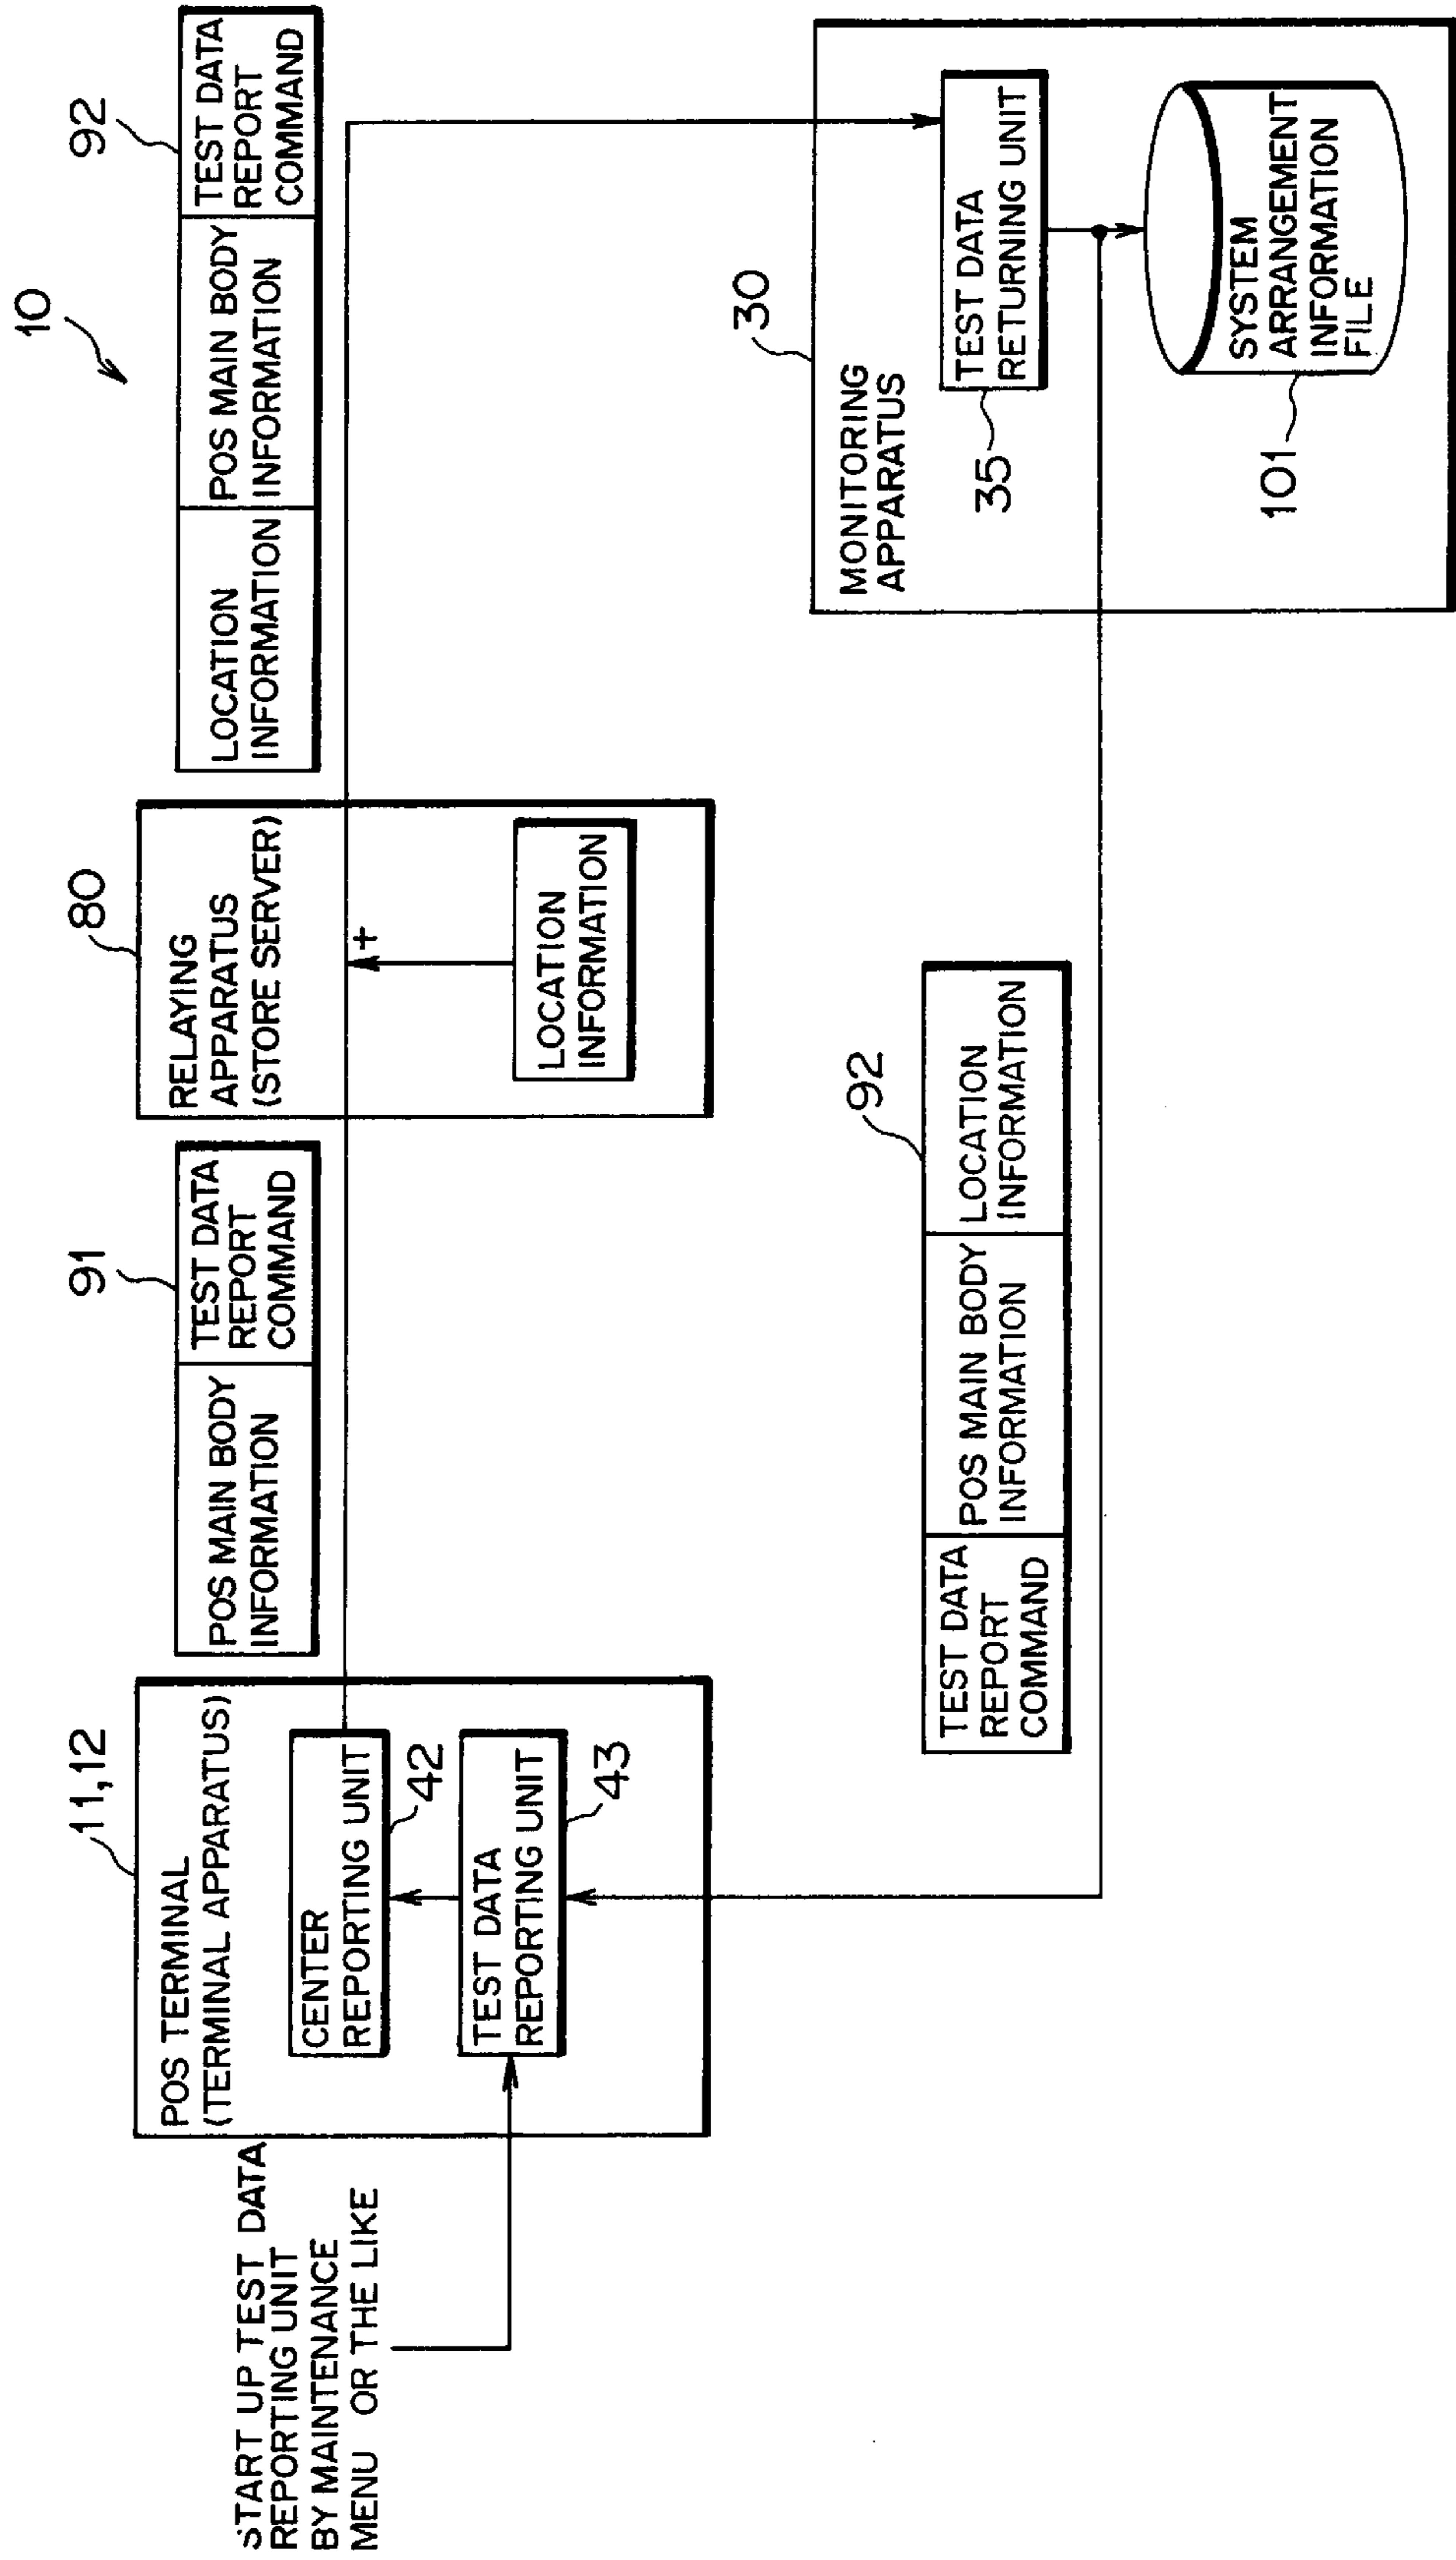 10
11,12
POS TERMINAL
(TERMINAL APPARATUS)
CENTER
REPORTING UNIT
42
TEST DATA
REPORTING UNIT
43
START UP TEST DATA
REPORTING UNIT
BY MAINTENANCE
MENU OR THE LIKE
91
POS MAIN BODY
INFORMATION
TEST DATA
REPORT
COMMAND
80
RELAYING
APPARATUS
(STORE SERVER)
+
LOCATION
INFORMATION
92
LOCATION
INFORMATION
POS MAIN BODY
INFORMATION
TEST DATA
REPORT
COMMAND
92
TEST DATA
REPORT
COMMAND
POS MAIN BODY
INFORMATION
LOCATION
INFORMATION
30
MONITORING
APPARATUS
TEST DATA
RETURNING UNIT
35
SYSTEM
ARRANGEMENT
INFORMATION
FILE
101